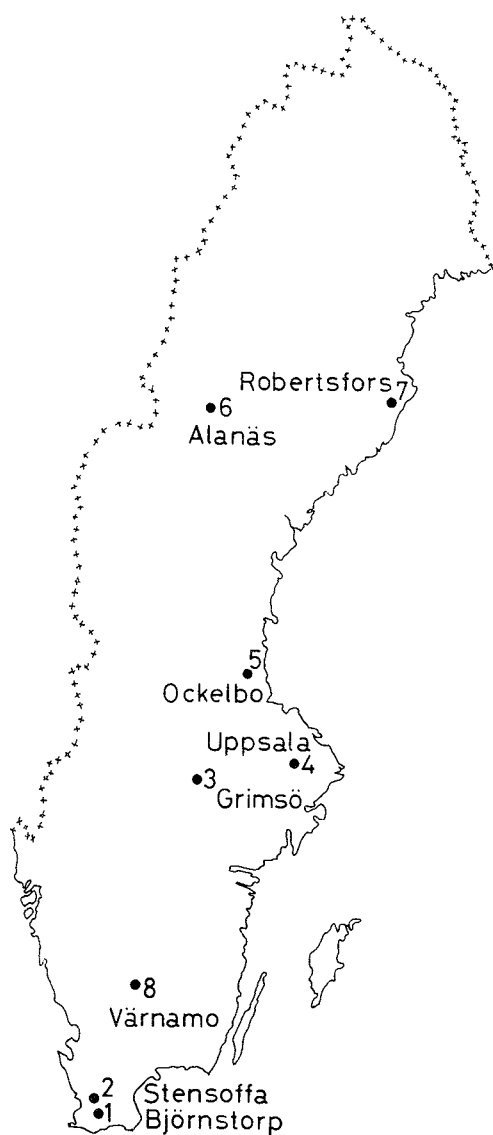 Robertsfors 7
6
Alanäs
5
Ockelbo
Uppsala
4
3
Grimsö
8
Värnamo
2 Stensoffa
1 Björnstorp